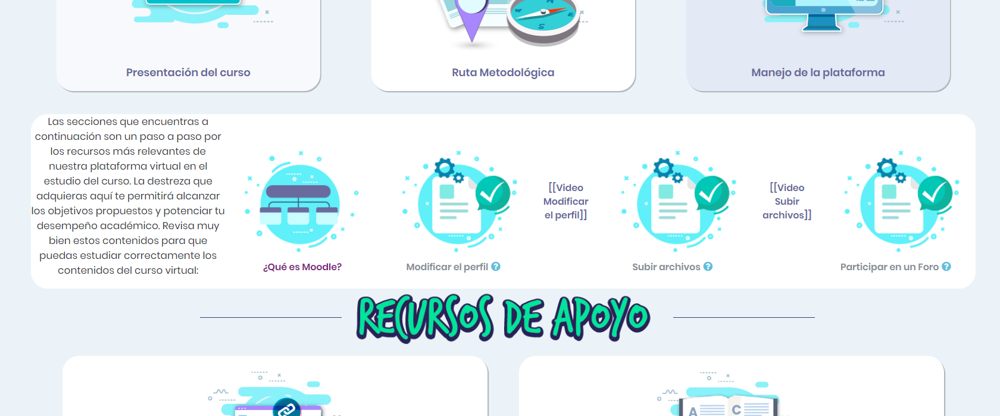 W
N
E
S
Presentación del curso
Ruta Metodológica
Manejo de la plataforma
Las secciones que encuentras a
continuación son un paso a paso por
los recursos más relevantes de
nuestra plataforma virtual en el
estudio del curso. La destreza que
adquieras aquí te permitirá alcanzar
los objetivos propuestos y potenciar tu
desempeño académico. Revisa muy
bien estos contenidos para que
puedas estudiar correctamente los
contenidos del curso virtual:
¿Qué es Moodle?
Modificar el perfil ?
[[Video
Modificar
el perfil]]
Subir archivos ?
[[Video
Subir
archivos]]
Participar en un Foro ?
RECURSOS DE APOYO
A
C